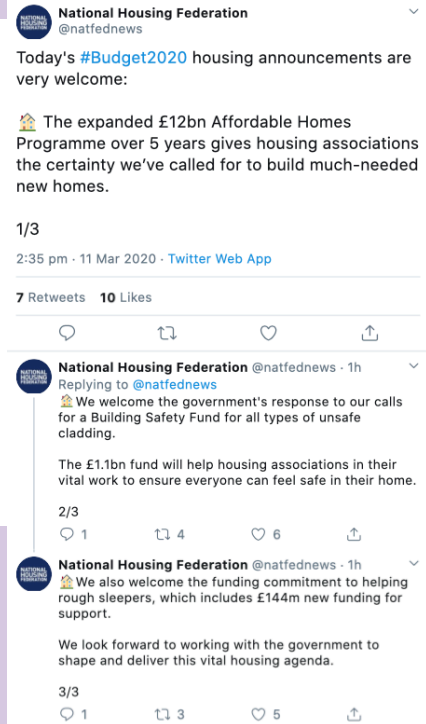 NATIONAL HOUSING FEDERATION
National Housing Federation
@natfednews
Today's #Budget2020 housing announcements are
very welcome:
🏠 The expanded £12bn Affordable Homes
Programme over 5 years gives housing associations
the certainty we've called for to build much-needed
new homes.
1/3
2:35 pm · 11 Mar 2020 · Twitter Web App
7 Retweets 10 Likes
NATIONAL HOUSING FEDERATION
National Housing Federation @natfednews · 1h
Replying to @natfednews
🏠We welcome the government's response to our calls
for a Building Safety Fund for all types of unsafe
cladding.
The £1.1bn fund will help housing associations in their
vital work to ensure everyone can feel safe in their home.
2/3
1 4 6
NATIONAL HOUSING FEDERATION
National Housing Federation @natfednews · 1h
🏠We also welcome the funding commitment to helping
rough sleepers, which includes £144m new funding for
support.
We look forward to working with the government to
shape and deliver this vital housing agenda.
3/3
1 3 5